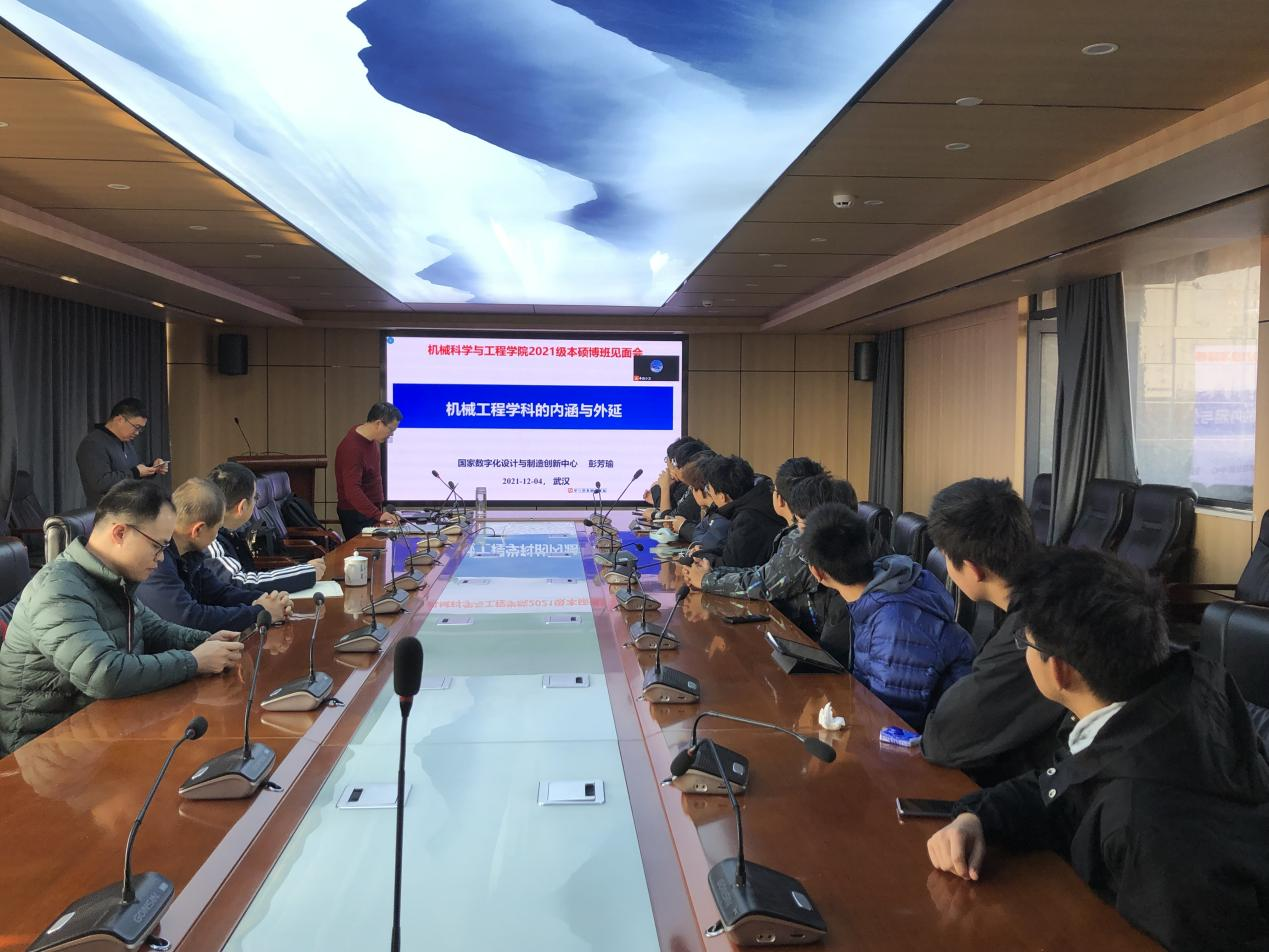 机械科学与工程学院2021级本硕博班见面会
机械工程学科的内涵与外延
国家数字化设计与制造创新中心 彭芳瑜
2021-12-04， 武汉
GONSIN